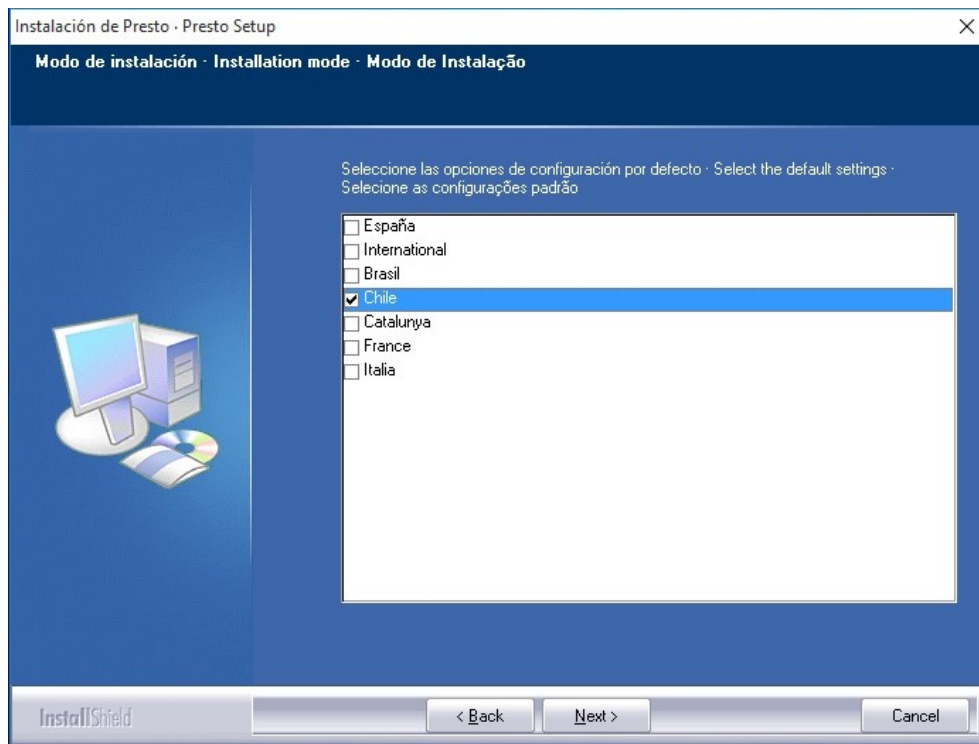 Instalación de Presto · Presto Setup
Modo de instalación · Installation mode · Modo de Instalação
Seleccione las opciones de configuración por defecto · Select the default settings ·
Selecione as configurações padrão
España
International
Brasil
Chile
Catalunya
France
Italia
InstallShield
< Back
Next >
Cancel